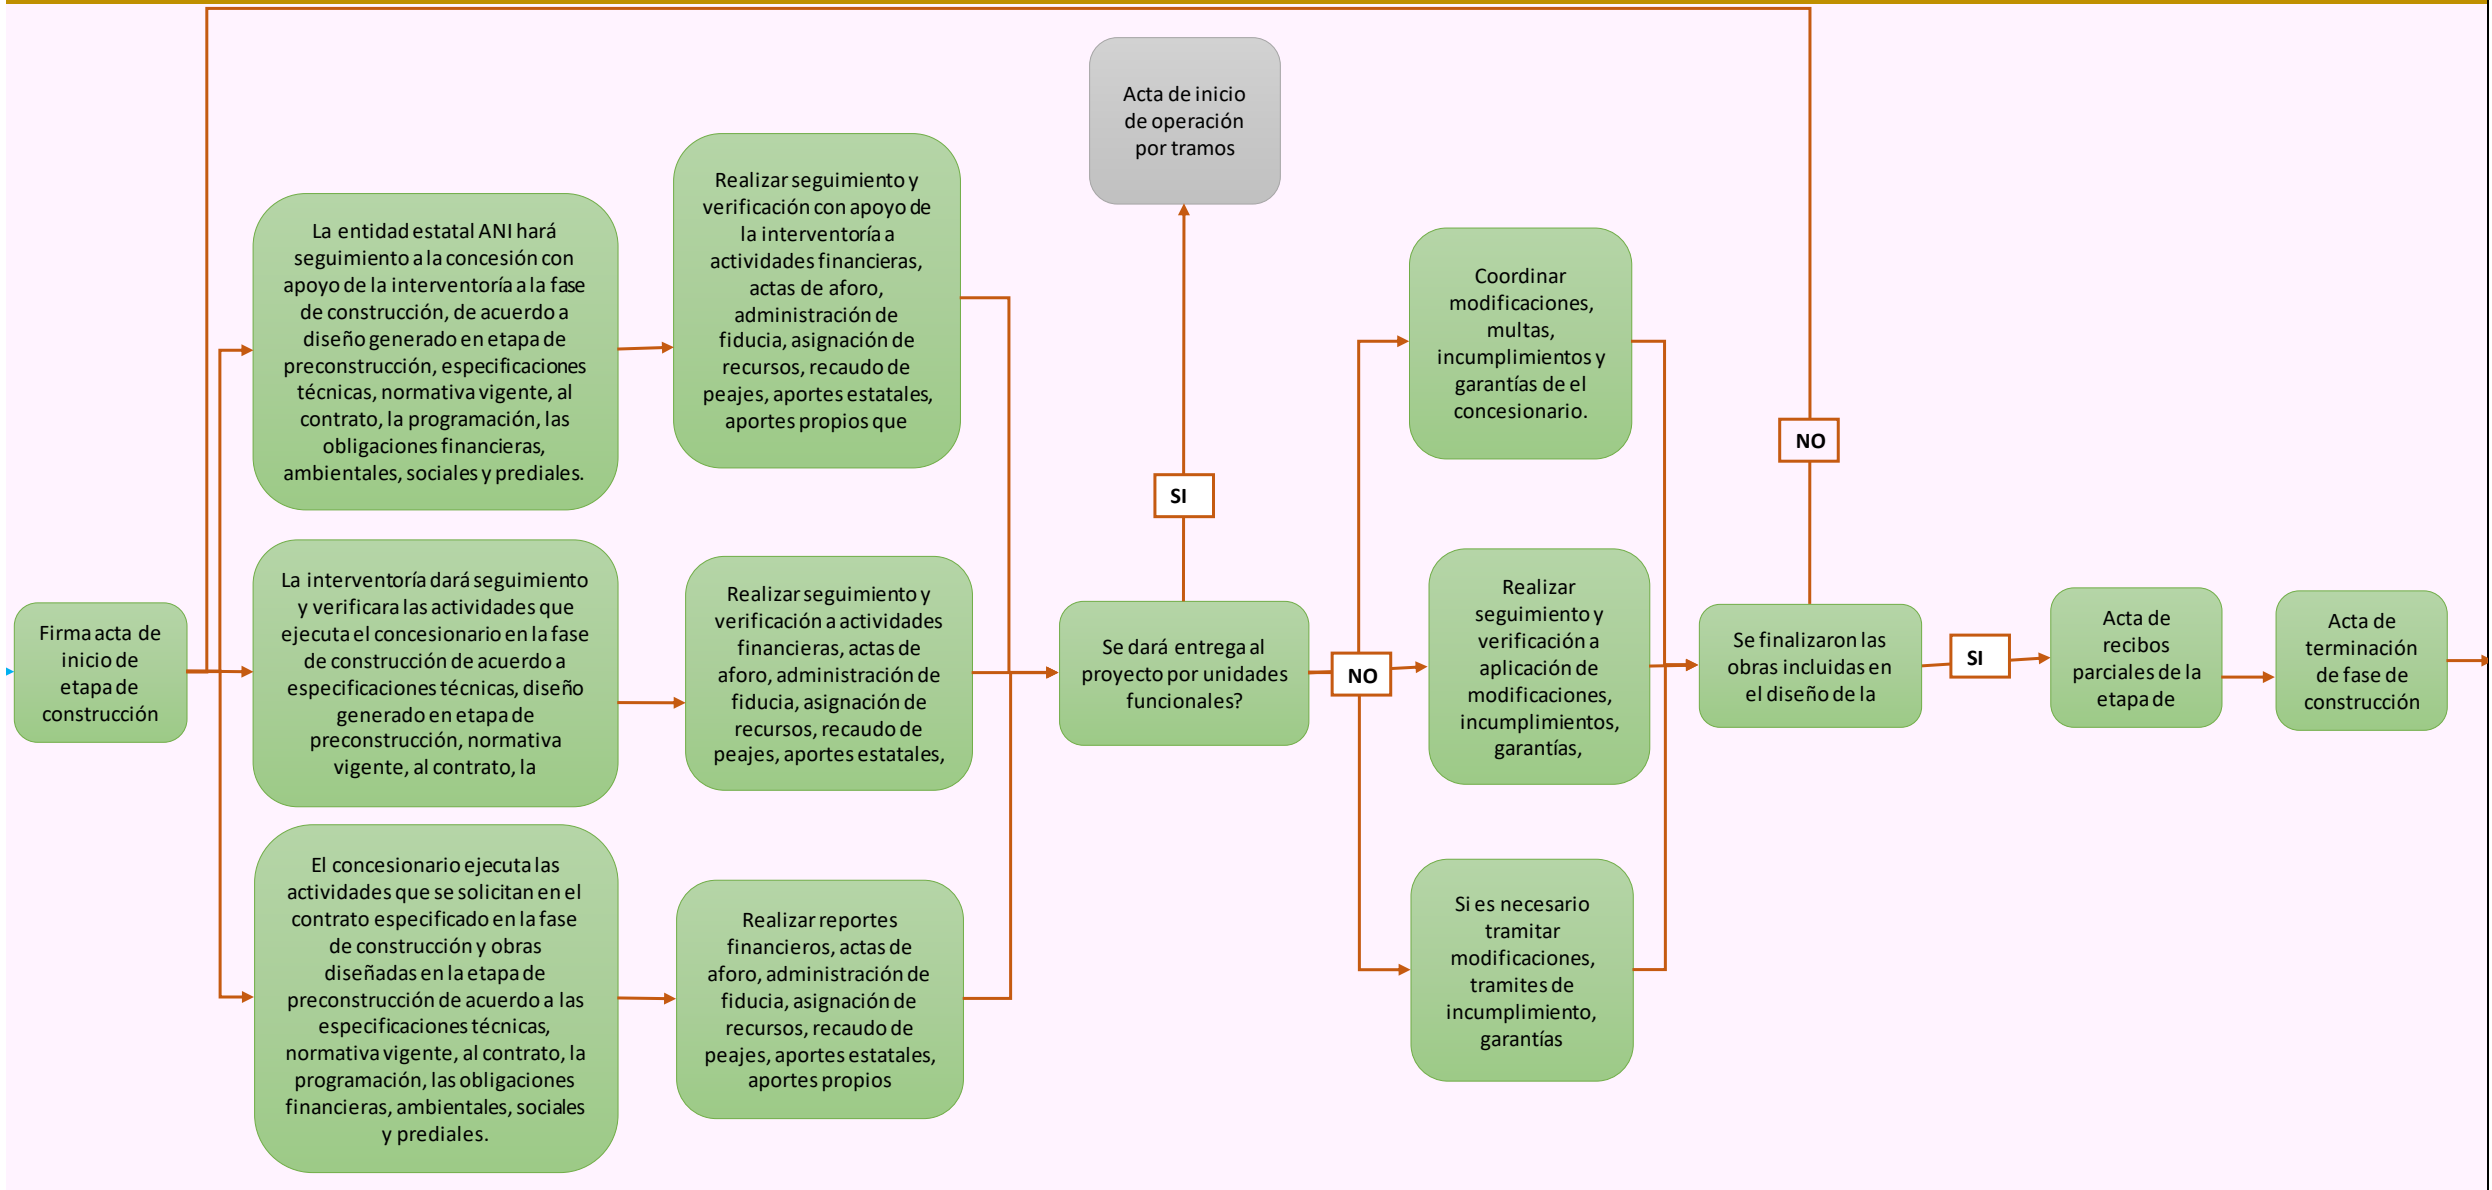 Firma acta de
inicio de
etapa de
construcción
La entidad estatal ANI hará
seguimiento a la concesión con
apoyo de la interventoría a la fase
de construcción, de acuerdo a
diseño generado en etapa de
preconstrucción, especificaciones
técnicas, normativa vigente, al
contrato, la programación, las
obligaciones financieras,
ambientales, sociales y prediales.
La interventoría dará seguimiento
y verificara las actividades que
ejecuta el concesionario en la fase
de construcción de acuerdo a
especificaciones técnicas, diseño
generado en etapa de
preconstrucción, normativa
vigente, al contrato, la
El concesionario ejecuta las
actividades que se solicitan en el
contrato especificado en la fase
de construcción y obras
diseñadas en la etapa de
preconstrucción de acuerdo a las
especificaciones técnicas,
normativa vigente, al contrato, la
programación, las obligaciones
financieras, ambientales, sociales
y prediales.
Realizar seguimiento y
verificación con apoyo de
la interventoría a
actividades financieras,
actas de aforo,
administración de
fiducia, asignación de
recursos, recaudo de
peajes, aportes estatales,
aportes propios que
Realizar seguimiento y
verificación a actividades
financieras, actas de
aforo, administración de
fiducia, asignación de
recursos, recaudo de
peajes, aportes estatales,
Realizar reportes
financieros, actas de
aforo, administración de
fiducia, asignación de
recursos, recaudo de
peajes, aportes estatales,
aportes propios
Acta de inicio
de operación
por tramos
SI
Se dará entrega al
proyecto por unidades
funcionales?
NO
Coordinar
modificaciones,
multas,
incumplimientos y
garantías de el
concesionario.
Realizar
seguimiento y
verificación a
aplicación de
modificaciones,
incumplimientos,
garantías,
Si es necesario
tramitar
modificaciones,
tramites de
incumplimiento,
garantías
NO
Se finalizaron las
obras incluidas en
el diseño de la
SI
Acta de
recibos
parciales de la
etapa de
Acta de
terminación
de fase de
construcción